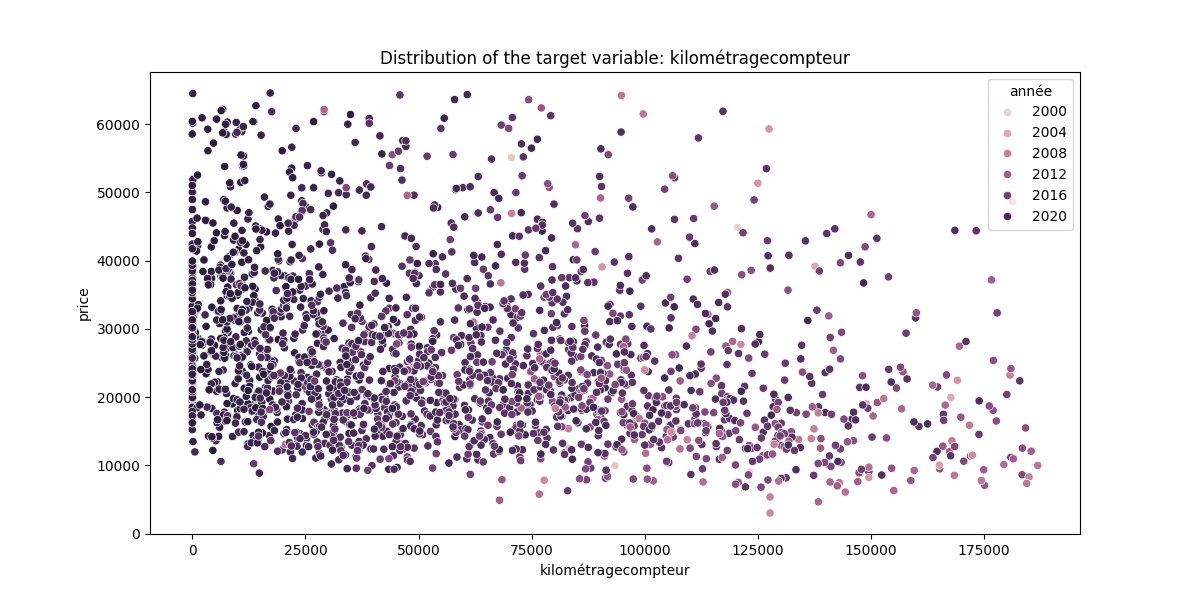 Distribution of the target variable: kilométragecompteur
année
2000
2004
2008
2012
2016
2020
price
60000
50000
40000
30000
20000
10000
0
0 25000 50000 75000 100000 125000 150000 175000
kilométragecompteur